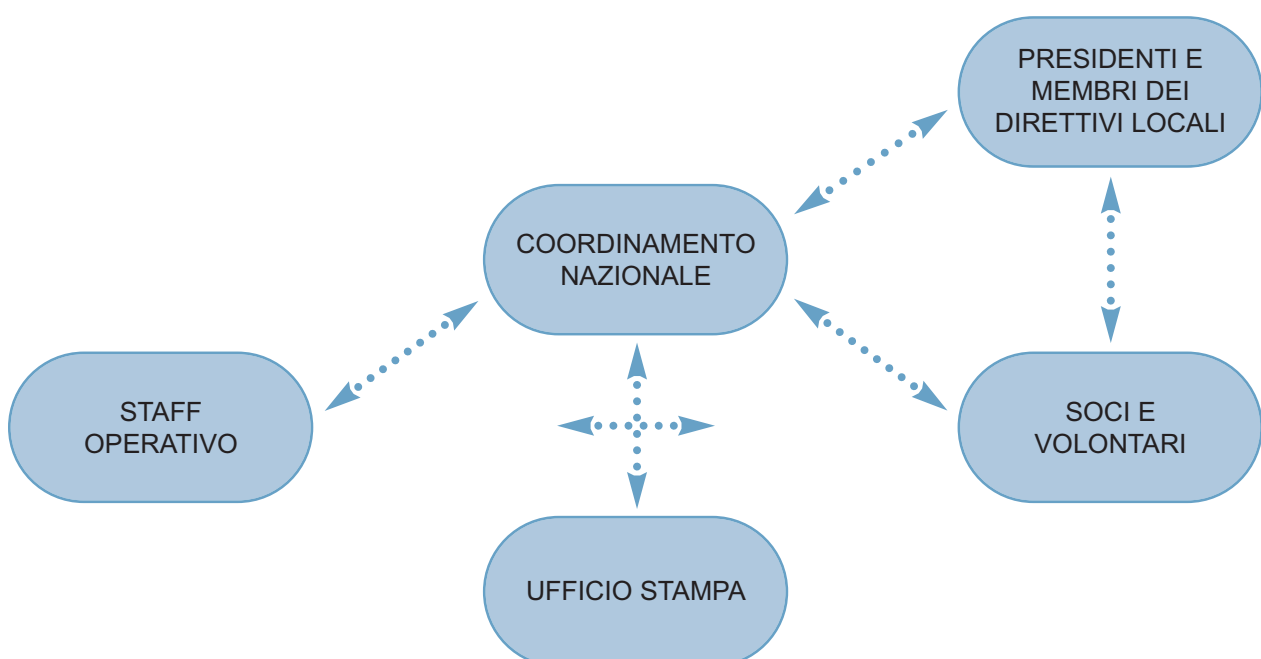 PRESIDENTI E
MEMBRI DEI
DIRETTIVI LOCALI
COORDINAMENTO
NAZIONALE
STAFF
OPERATIVO
SOCI E
VOLONTARI
UFFICIO STAMPA